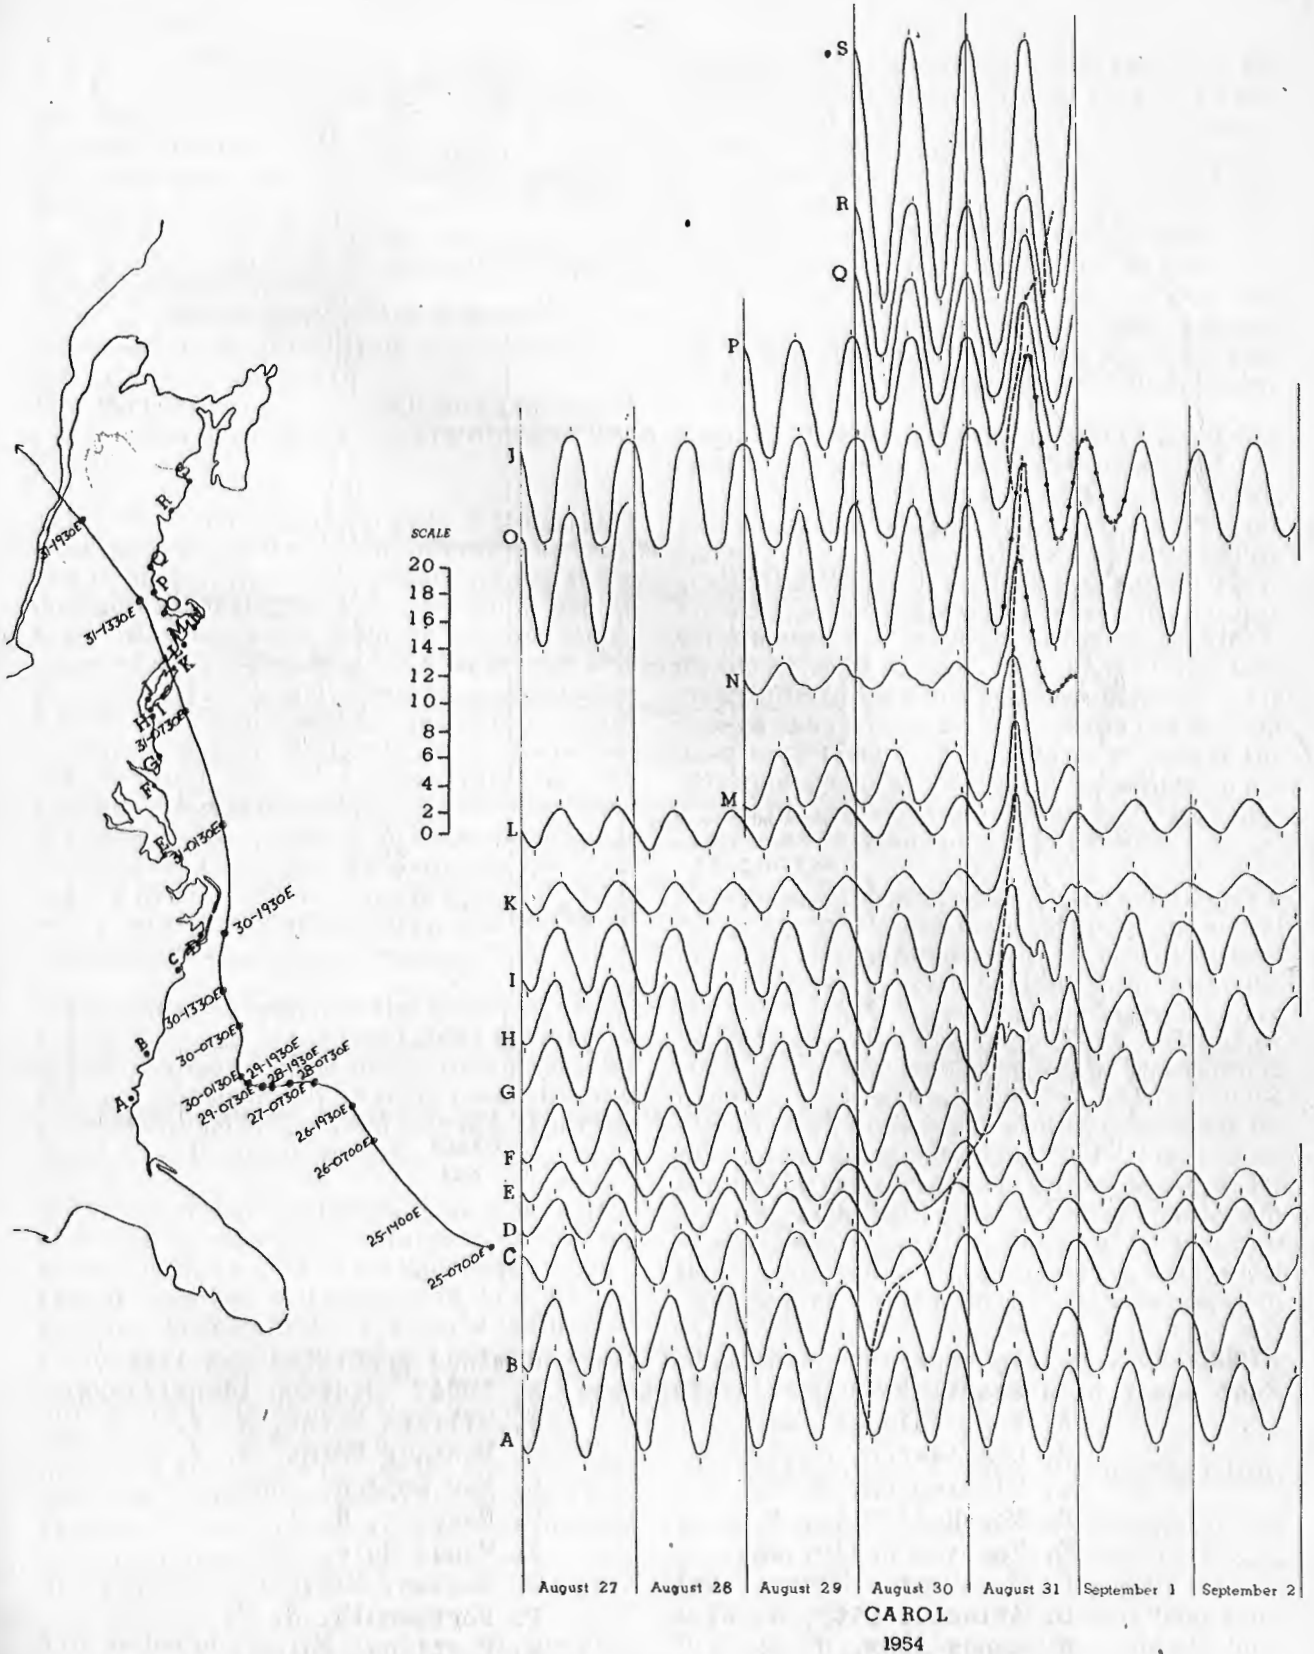 S
R
Q
P
J
O
N
M
L
K
I
H
G
F
E
D
C
B
A
SCALE
20
18
16
14
12
10
8
6
4
2
0
R
Q
P
O
N
L
K
I
H
G
F
E
D
C
B
A
31-1930E
31-1330E
31-0730E
31-0130E
30-1930E
30-1330E
30-0730E
30-0130E
29-1930E
29-0730E
28-1930E
28-0730E
27-0730E
26-1930E
26-0700E
25-1400E
25-0700E
August 27
August 28
August 29
August 30
August 31
September 1
September 2
CAROL
1954